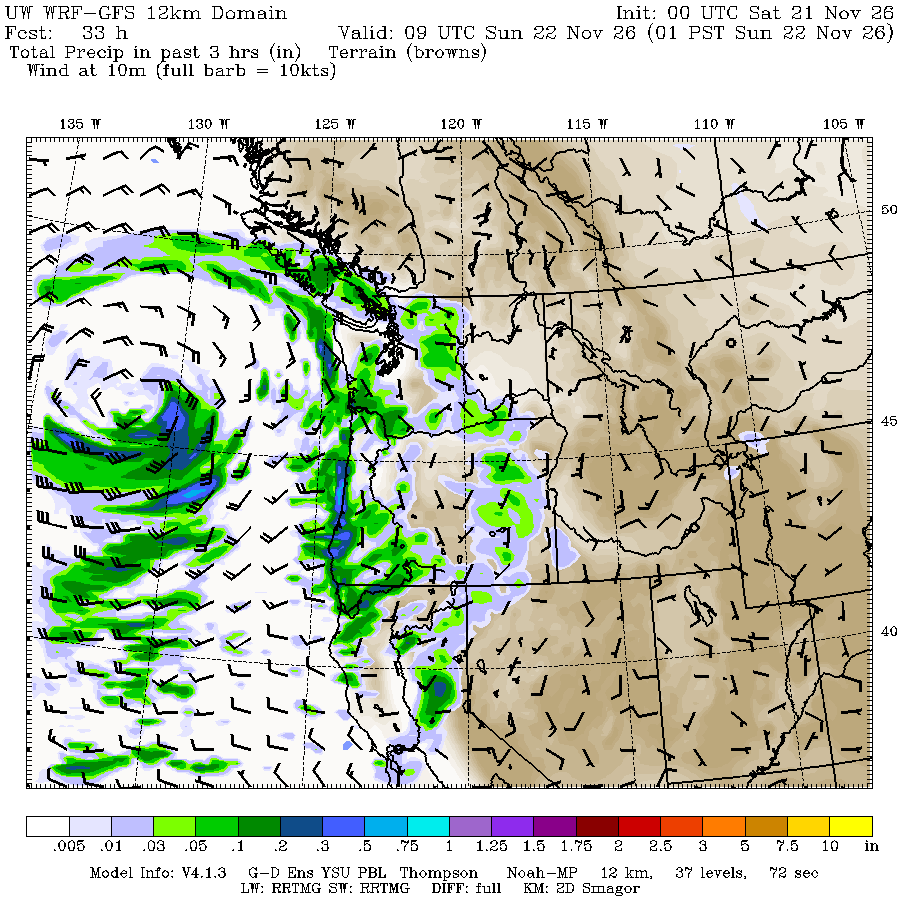 UW WRF-GFS 12km Domain Init: 00 UTC Sat 21 Nov 26
Fcst: 33 h Valid: 09 UTC Sun 22 Nov 26 (01 PST Sun 22 Nov 26)
Total Precip in past 3 hrs (in) Terrain (browns)
Wind at 10m (full barb = 10kts)
135 W 130 W 125 W 120 W 115 W 110 W 105 W
50
45
40
.005 .01 .03 .05 .1 .2 .3 .5 .75 1 1.25 1.5 1.75 2 2.5 3 5 7.5 10 in
Model Info: V4.1.3 G-D Ens YSU PBL Thompson Noah-MP 12 km, 37 levels, 72 sec
LW: RRTMG SW: RRTMG DIFF: full KM: 2D Smagor